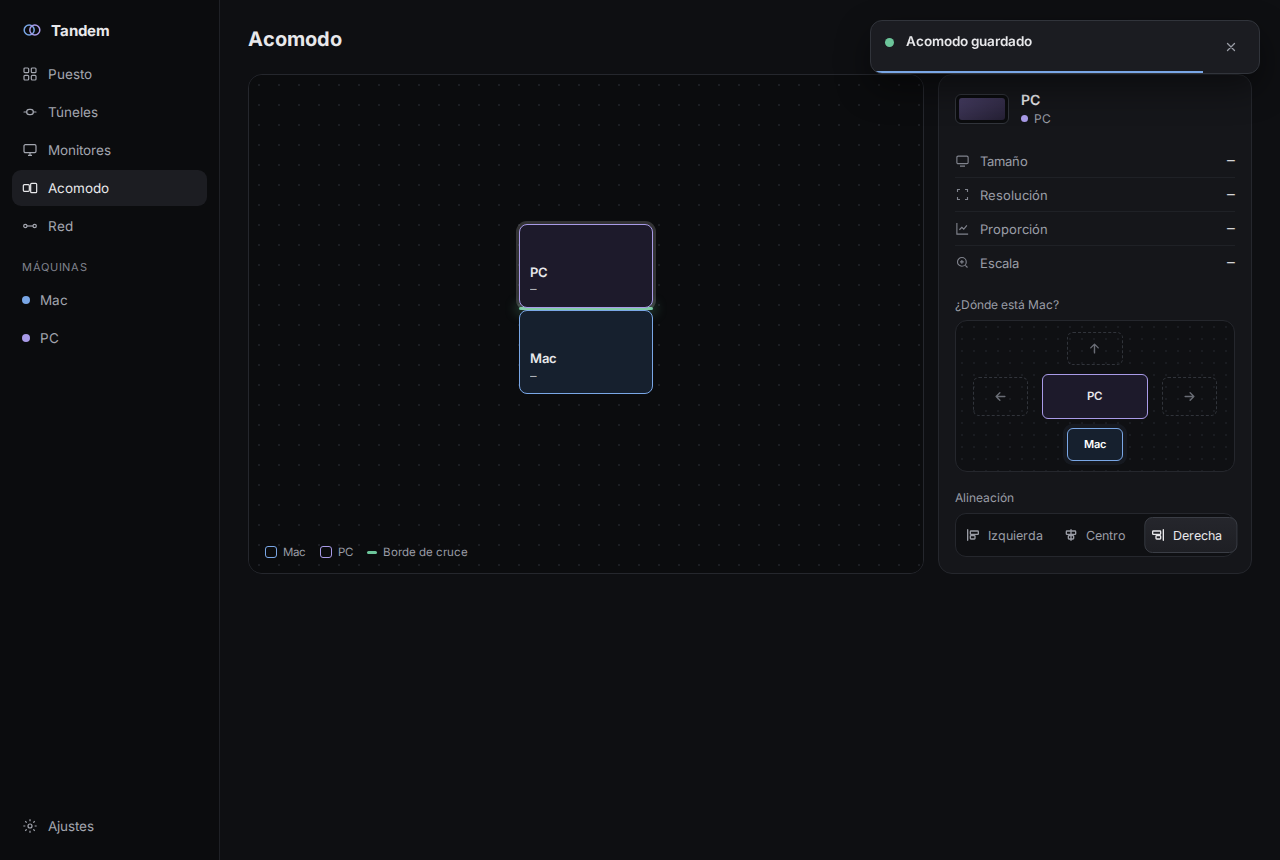 Tandem
Puesto
Túneles
Monitores
Acomodo
Red
MÁQUINAS
Mac
PC
Ajustes
Acomodo
Acomodo guardado
PC
–
Mac
–
Mac
PC
Borde de cruce
PC
PC
Tamaño –
Resolución –
Proporción –
Escala –
¿Dónde está Mac?
PC
Mac
Alineación
Izquierda Centro Derecha